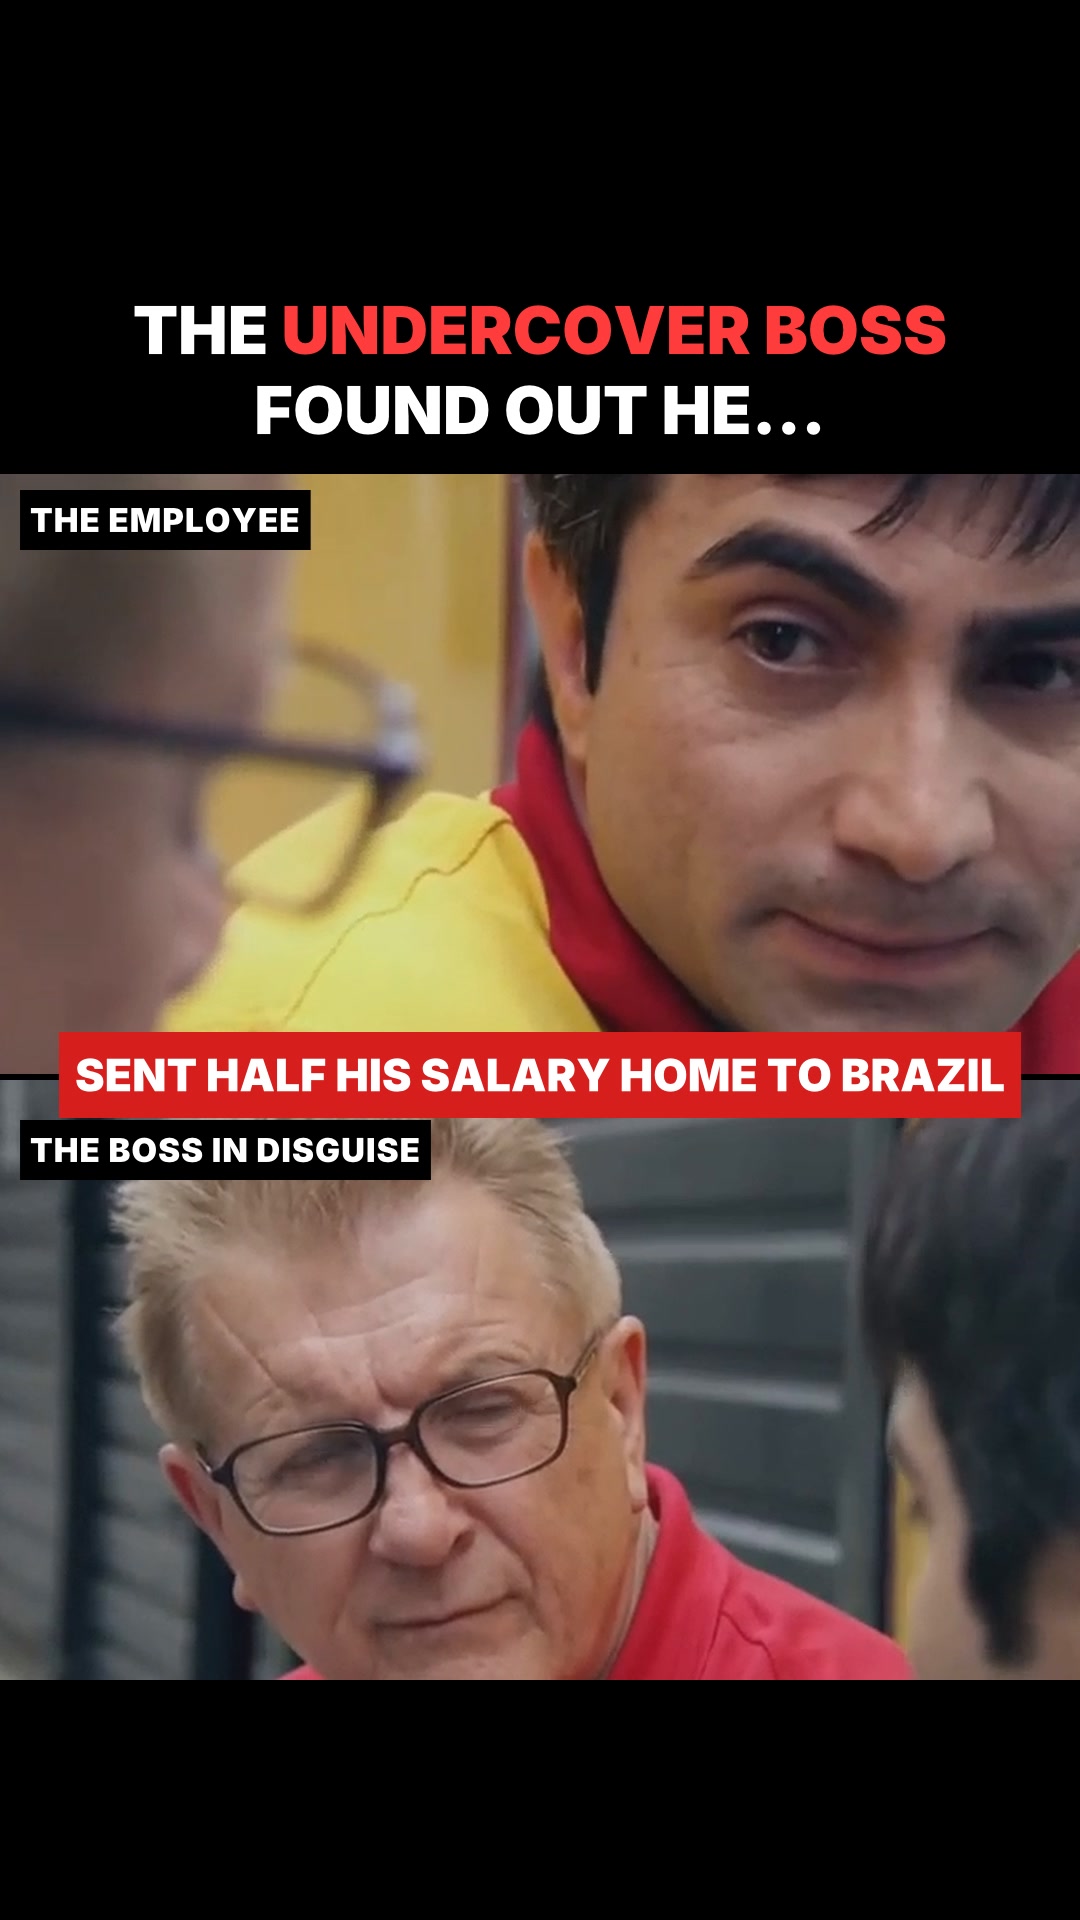 THE UNDERCOVER BOSS
FOUND OUT HE...
THE EMPLOYEE
SENT HALF HIS SALARY HOME TO BRAZIL
THE BOSS IN DISGUISE